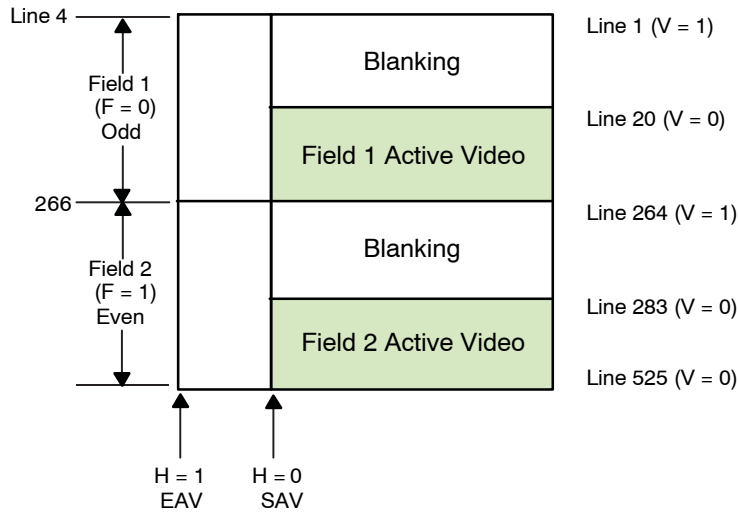 Line 4
Field 1
(F = 0)
Odd
266
Field 2
(F = 1)
Even
Blanking
Field 1 Active Video
Blanking
Field 2 Active Video
Line 1 (V = 1)
Line 20 (V = 0)
Line 264 (V = 1)
Line 283 (V = 0)
Line 525 (V = 0)
H = 1
EAV
H = 0
SAV